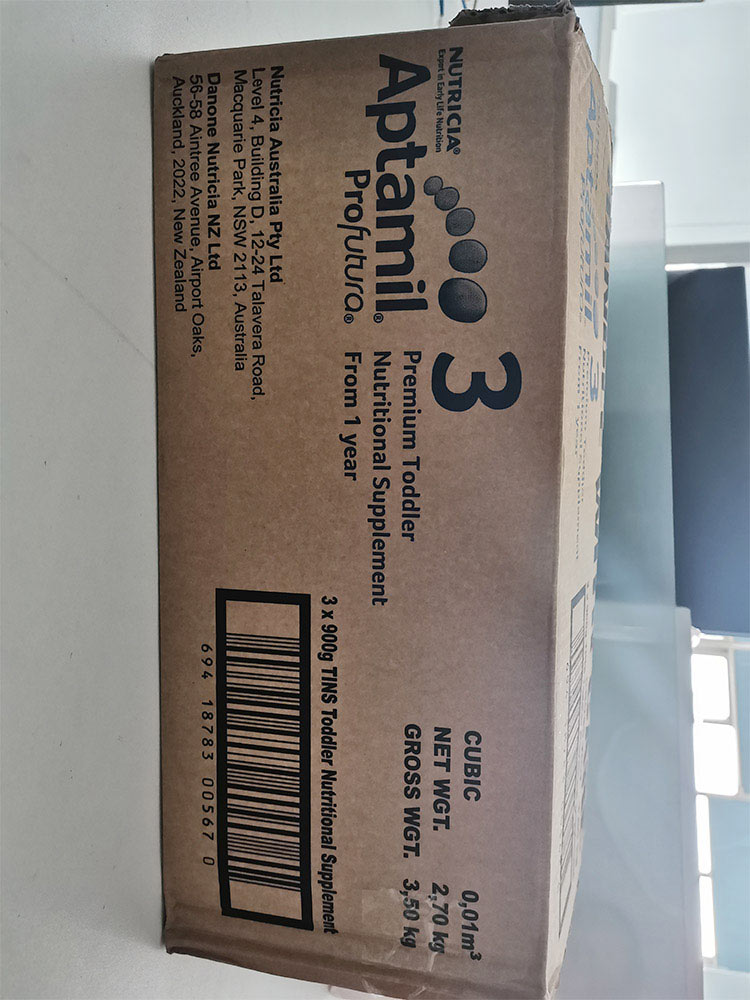 NUTRICIA®
Expert in Early Life Nutrition
Aptamil®
Profutura®
3
Premium Toddler
Nutritional Supplement
From 1 year
Nutricia Australia Pty Ltd
Level 4, Building D, 12-24 Talavera Road,
Macquarie Park, NSW 2113, Australia
Danone Nutricia NZ Ltd
56-58 Aintree Avenue, Airport Oaks,
Auckland, 2022, New Zealand
CUBIC 0,01m³
NET WGT. 2,70 kg
GROSS WGT. 3,50 kg
3 x 900g TINS Toddler Nutritional Supplement
694 18783 00567 0
Aptamil
3